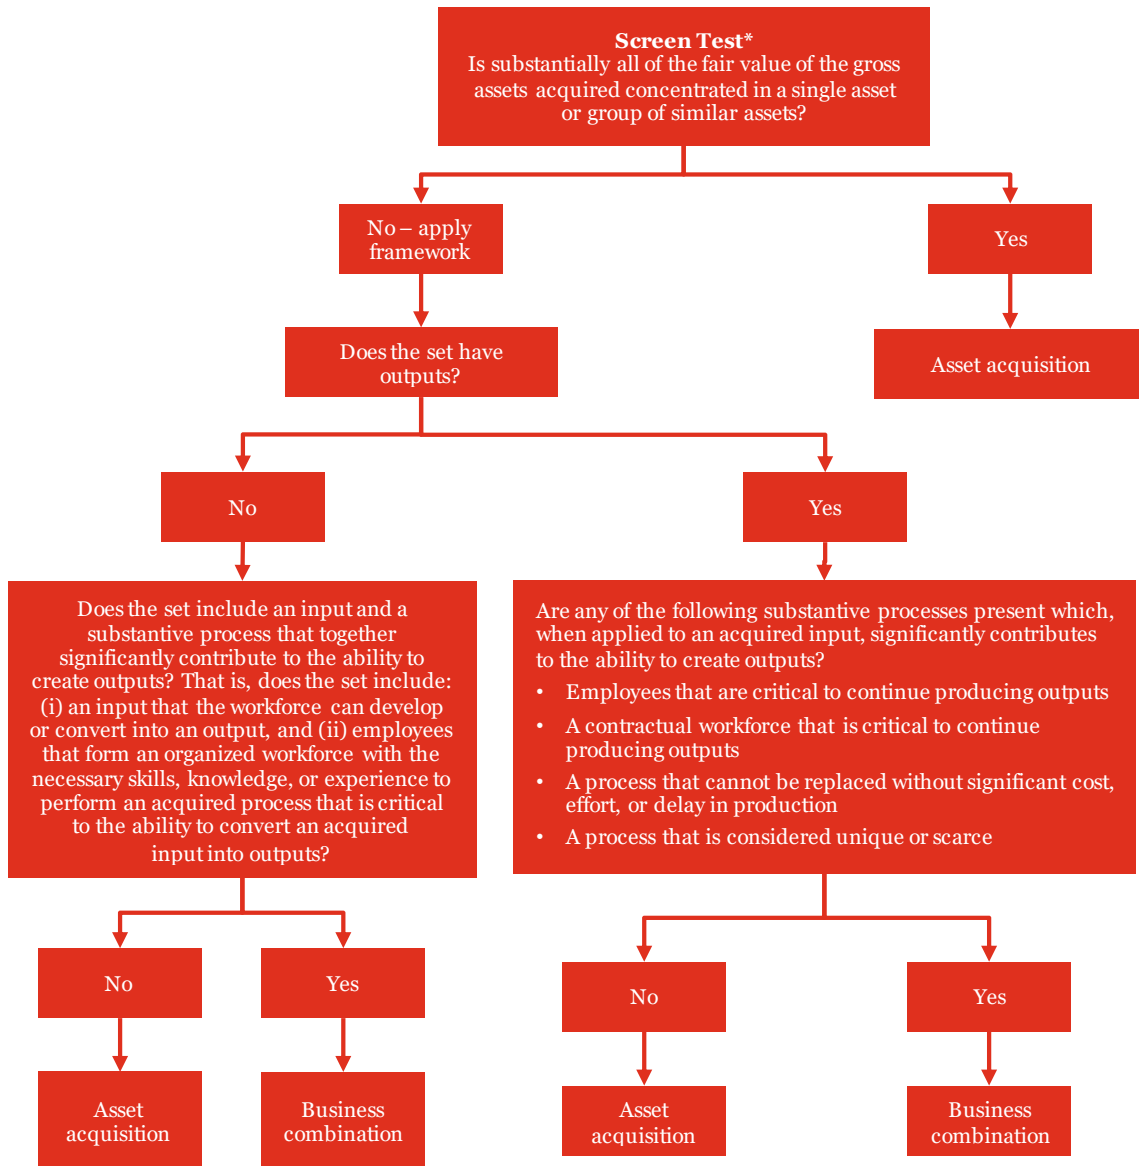 Screen Test*
Is substantially all of the fair value of the gross
assets acquired concentrated in a single asset
or group of similar assets?
No – apply
framework
Yes
Does the set have
outputs?
Asset acquisition
No
Yes
Does the set include an input and a
substantive process that together
significantly contribute to the ability to
create outputs? That is, does the set include:
(i) an input that the workforce can develop
or convert into an output, and (ii) employees
that form an organized workforce with the
necessary skills, knowledge, or experience to
perform an acquired process that is critical
to the ability to convert an acquired
input into outputs?
Are any of the following substantive processes present which,
when applied to an acquired input, significantly contributes
to the ability to create outputs?
• Employees that are critical to continue producing outputs
• A contractual workforce that is critical to continue
producing outputs
• A process that cannot be replaced without significant cost,
effort, or delay in production
• A process that is considered unique or scarce
No
Yes
No
Yes
Asset
acquisition
Business
combination
Asset
acquisition
Business
combination